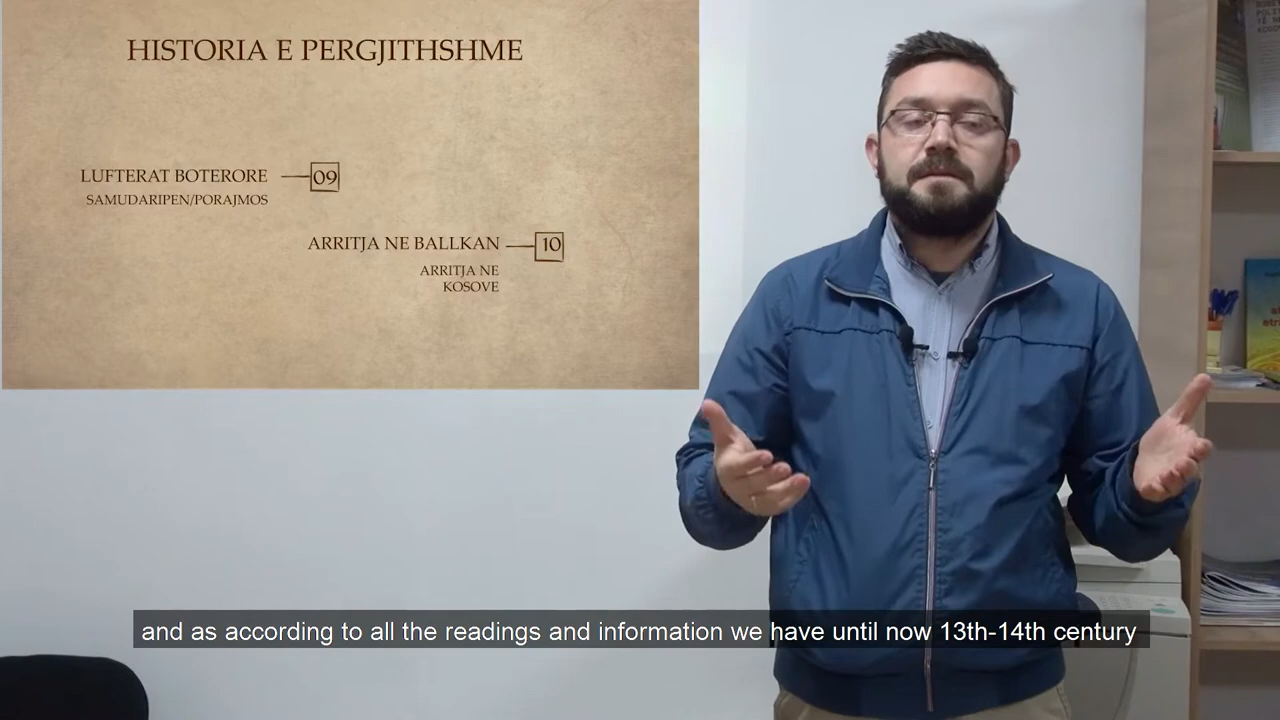 HISTORIA E PERGJITHSHME
LUFTERAT BOTERORE
09
SAMUDARIPEN/PORAJMOS
ARRITJA NE BALLKAN
10
ARRITJA NE
KOSOVE
and as according to all the readings and information we have until now 13th-14th century